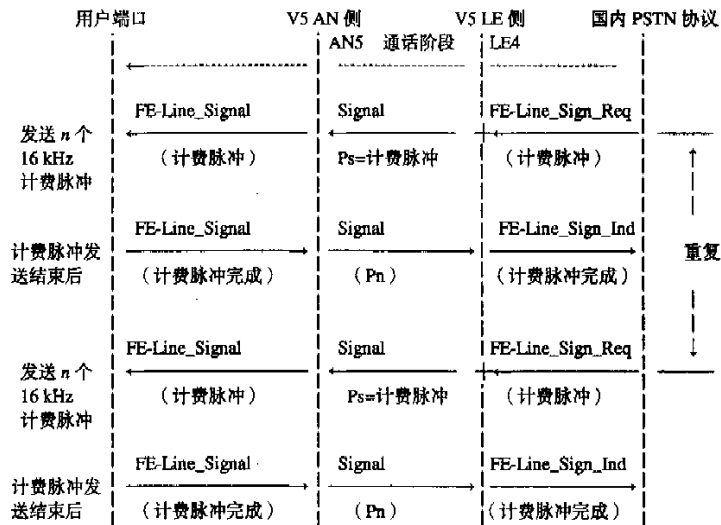 用户端口 V5 AN 侧 V5 LE 侧 国内 PSTN 协议
AN5 通话阶段 LE4
FE-Line_Signal Signal FE-Line_Sign_Req
发送 n 个
16 kHz
计费脉冲
(计费脉冲) Ps=计费脉冲 (计费脉冲)
FE-Line_Signal Signal FE-Line_Sign_Ind
重复
计费脉冲发
送结束后
(计费脉冲完成) (Pn) (计费脉冲完成)
FE-Line_Signal Signal FE-Line_Sign_Req
发送 n 个
16 kHz
计费脉冲
(计费脉冲) Ps=计费脉冲 (计费脉冲)
FE-Line_Signal Signal FE-Line_Sign_Ind
计费脉冲发
送结束后
(计费脉冲完成) (Pn) (计费脉冲完成)